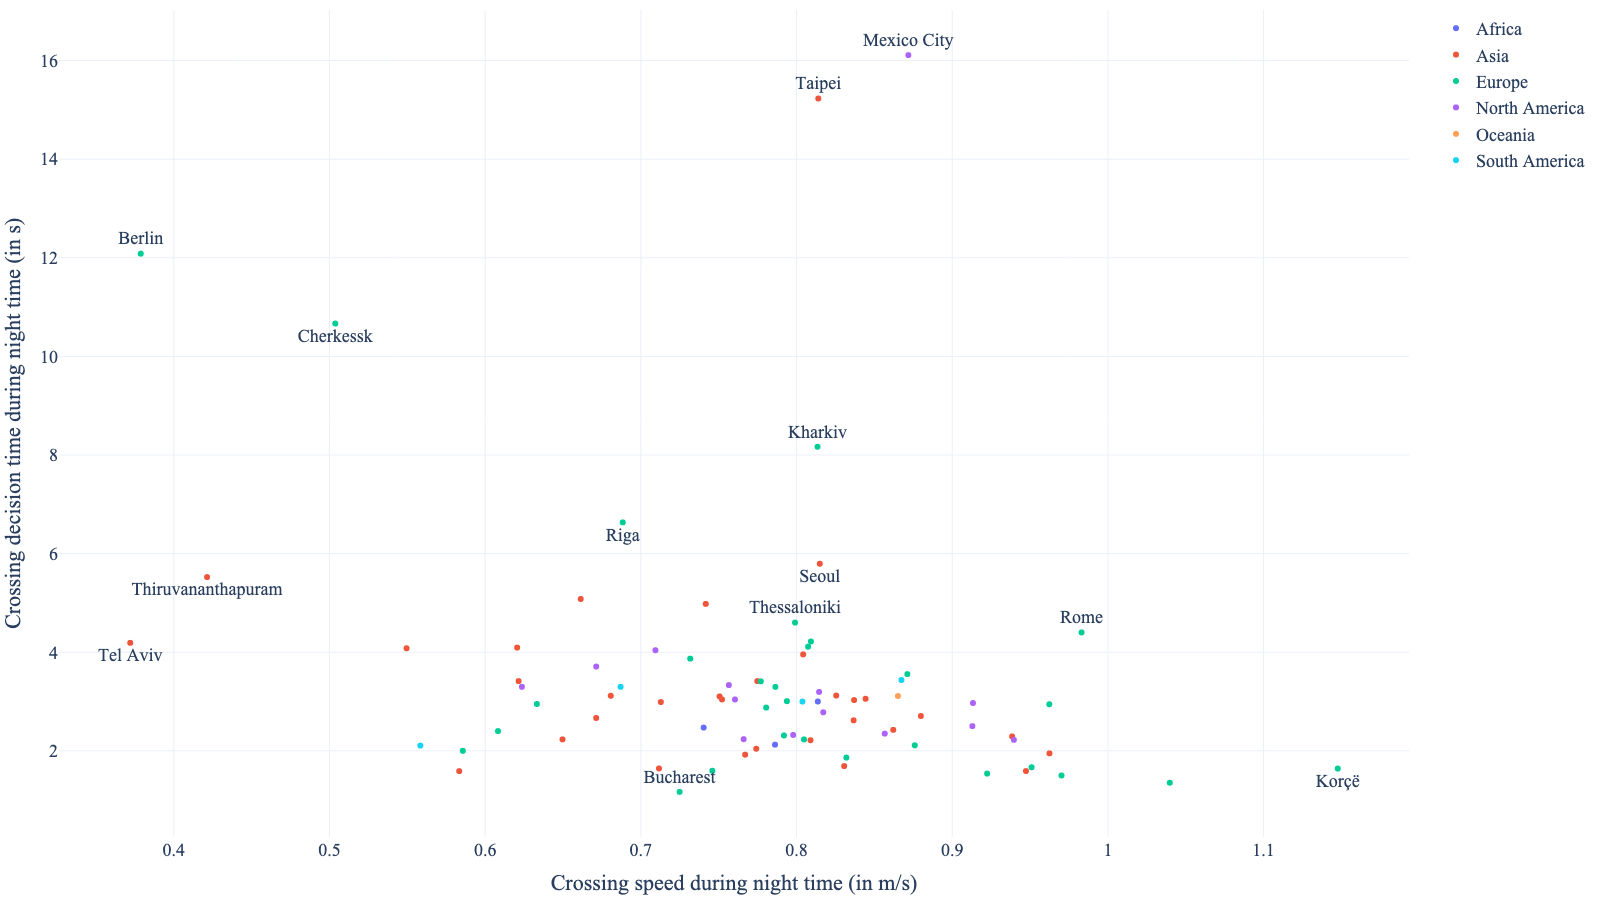 Mexico City
Taipei
Berlin
Cherkessk
Kharkiv
Riga
Seoul
Thiruvananthapuram
Thessaloniki
Rome
Tel Aviv
Bucharest
Korçë
16
14
12
10
8
6
4
2
0.4
0.5
0.6
0.7
0.8
0.9
1
1.1
Crossing speed during night time (in m/s)
Crossing decision time during night time (in s)
Africa
Asia
Europe
North America
Oceania
South America